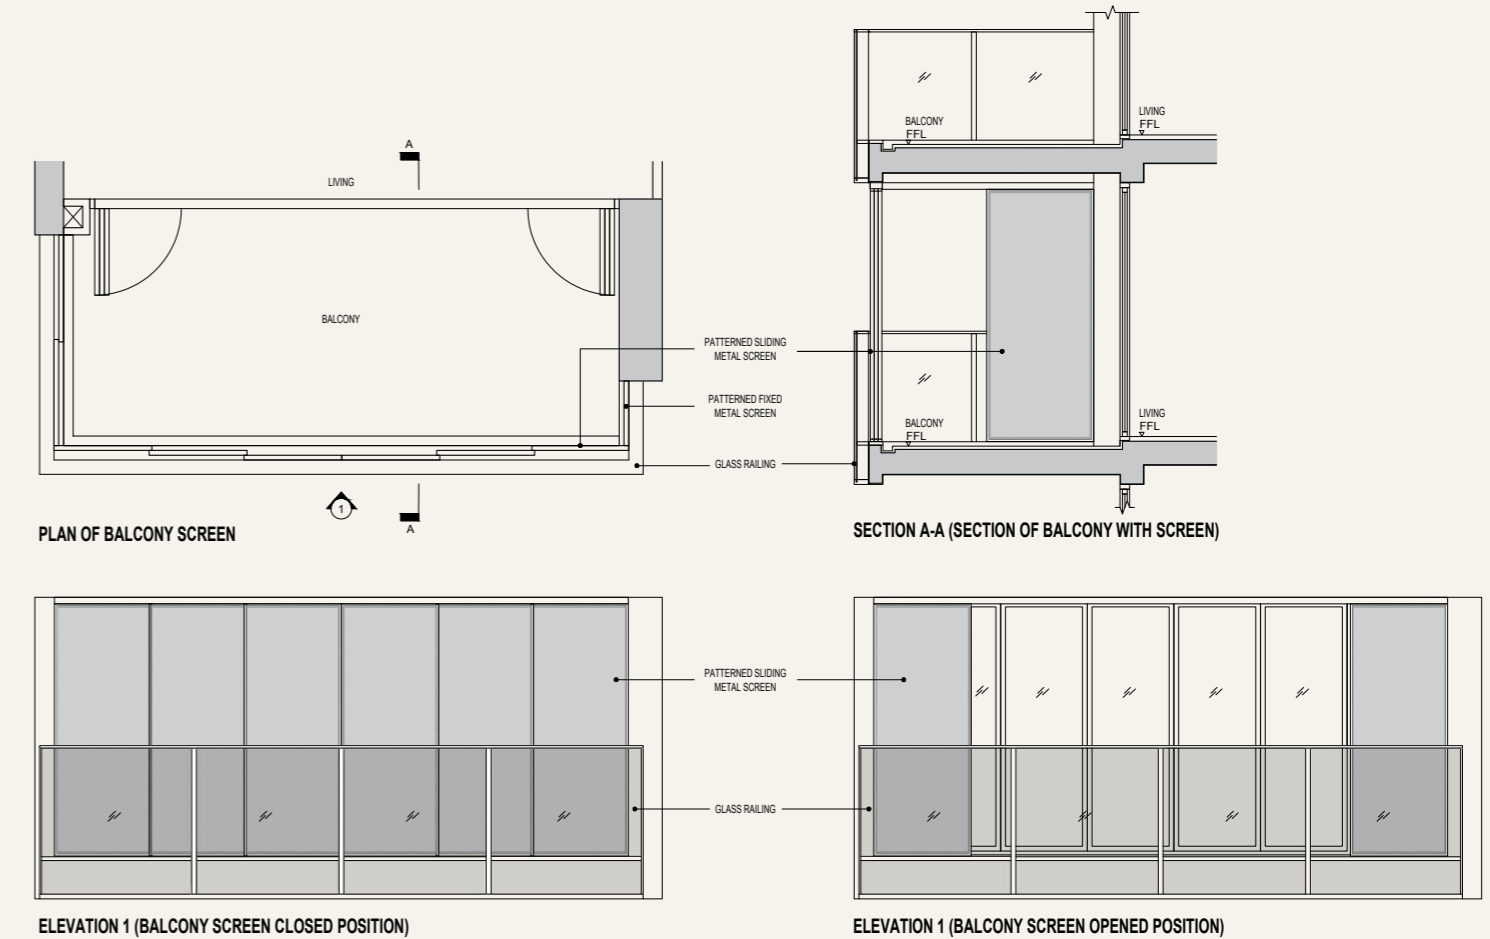 A
LIVING
BALCONY
1
A
PLAN OF BALCONY SCREEN
PATTERNED SLIDING
METAL SCREEN
PATTERNED FIXED
METAL SCREEN
GLASS RAILING
BALCONY
FFL
LIVING
FFL
BALCONY
FFL
LIVING
FFL
SECTION A-A (SECTION OF BALCONY WITH SCREEN)
PATTERNED SLIDING
METAL SCREEN
GLASS RAILING
ELEVATION 1 (BALCONY SCREEN CLOSED POSITION)
ELEVATION 1 (BALCONY SCREEN OPENED POSITION)